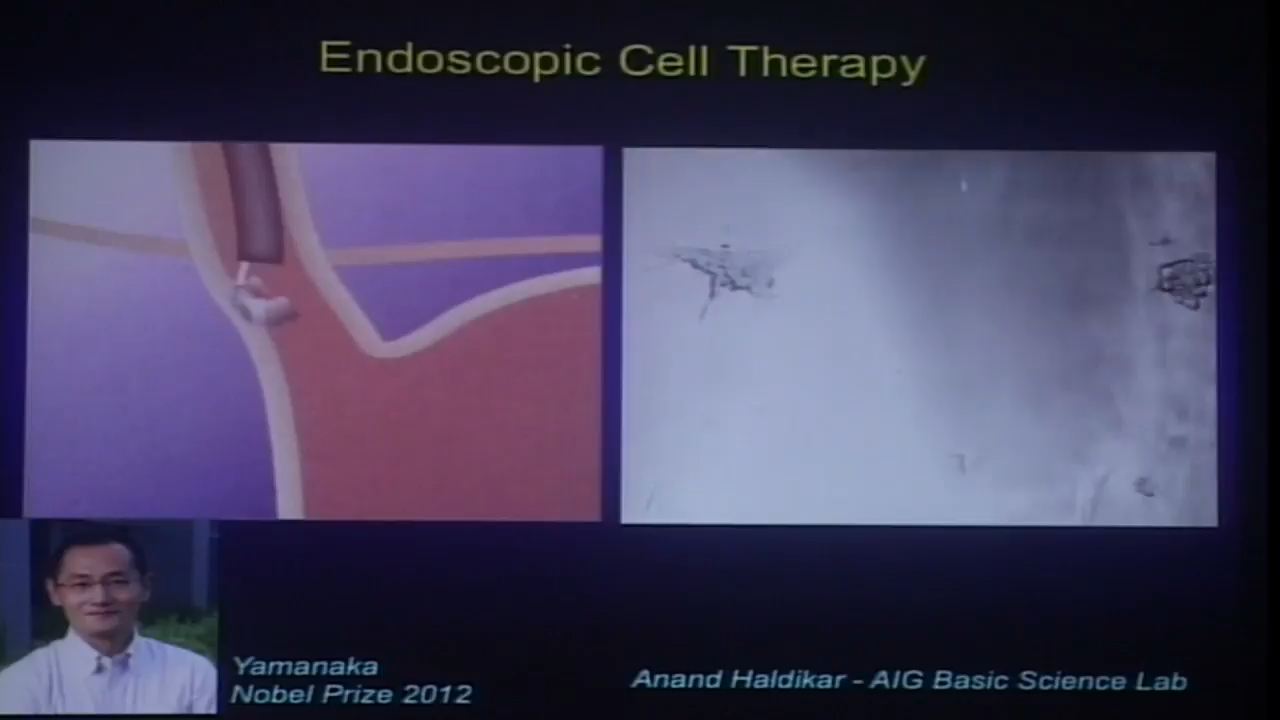 Endoscopic Cell Therapy
Yamanaka
Nobel Prize 2012
Anand Haldikar - AIG Basic Science Lab